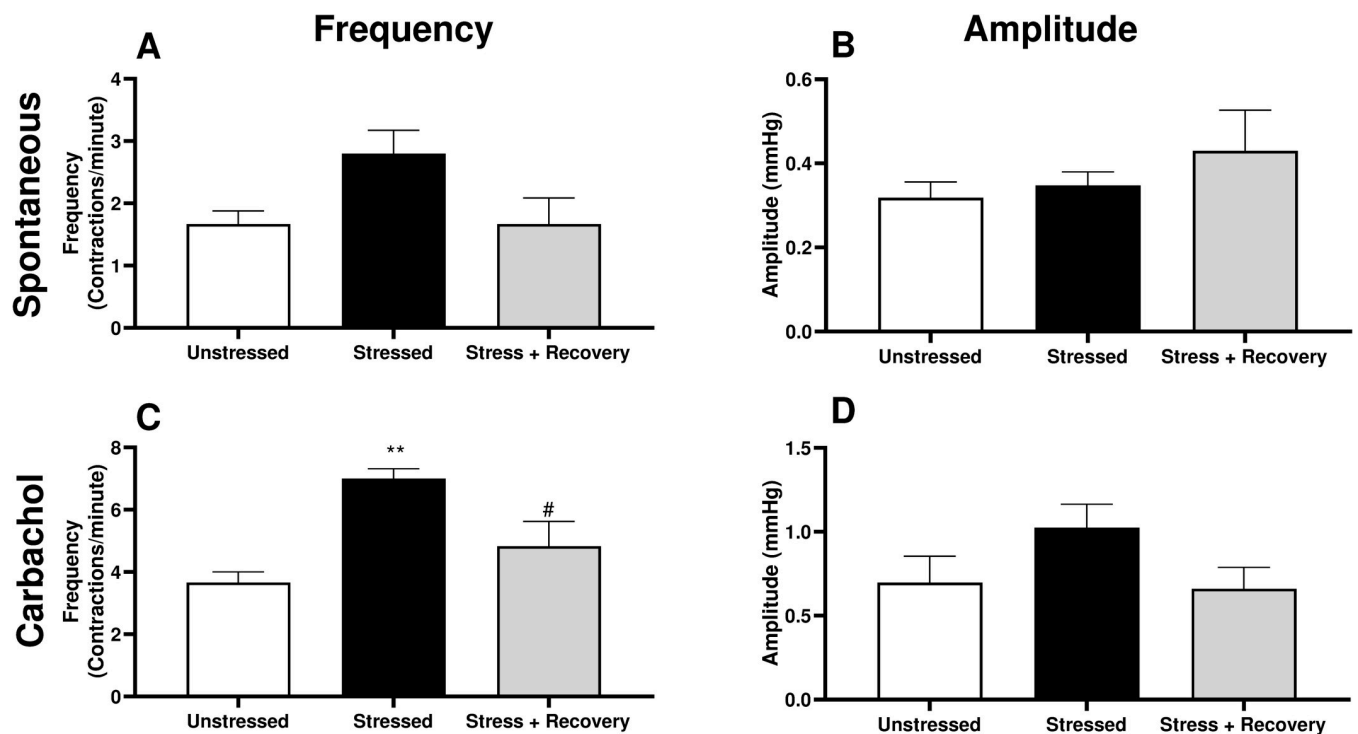 Frequency
Amplitude
Spontaneous
A
Frequency
(Contractions/minute)
4
3
2
1
0
Unstressed Stressed Stress + Recovery
B
Amplitude (mmHg)
0.6
0.4
0.2
0.0
Unstressed Stressed Stress + Recovery
Carbachol
C
Frequency
(Contractions/minute)
8
6
4
2
0
**
#
Unstressed Stressed Stress + Recovery
D
Amplitude (mmHg)
1.5
1.0
0.5
0.0
Unstressed Stressed Stress + Recovery